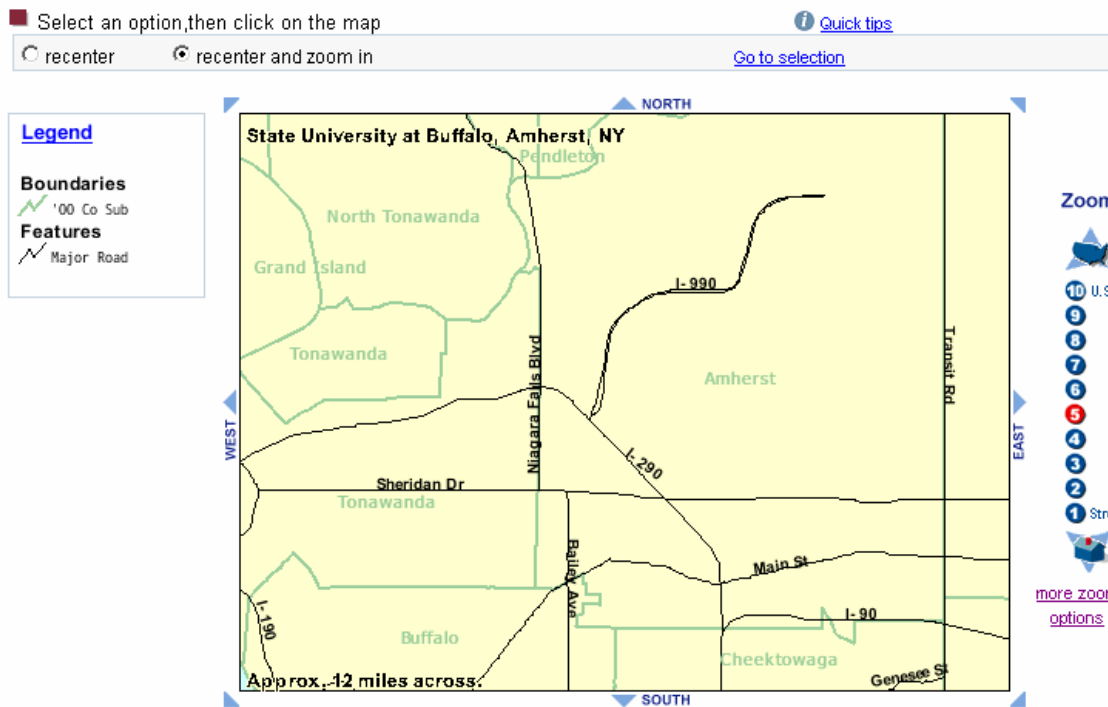 Select an option,then click on the map
Quick tips
recenter
recenter and zoom in
Go to selection
NORTH
Legend
Boundaries
'00 Co Sub
Features
Major Road
State University at Buffalo, Amherst, NY
Pendleton
North Tonawanda
Grand Island
I-990
Tonawanda
Niagara Falls Blvd
Amherst
Transit Rd
WEST
EAST
I-290
Sheridan Dr
Tonawanda
Bailey Ave
Main St
I-190
I-90
Buffalo
Cheektowaga
Genesee St
Approx. 12 miles across.
SOUTH
Zoom
10 U.S
9
8
7
6
5
4
3
2
1 Str
more zoom
options